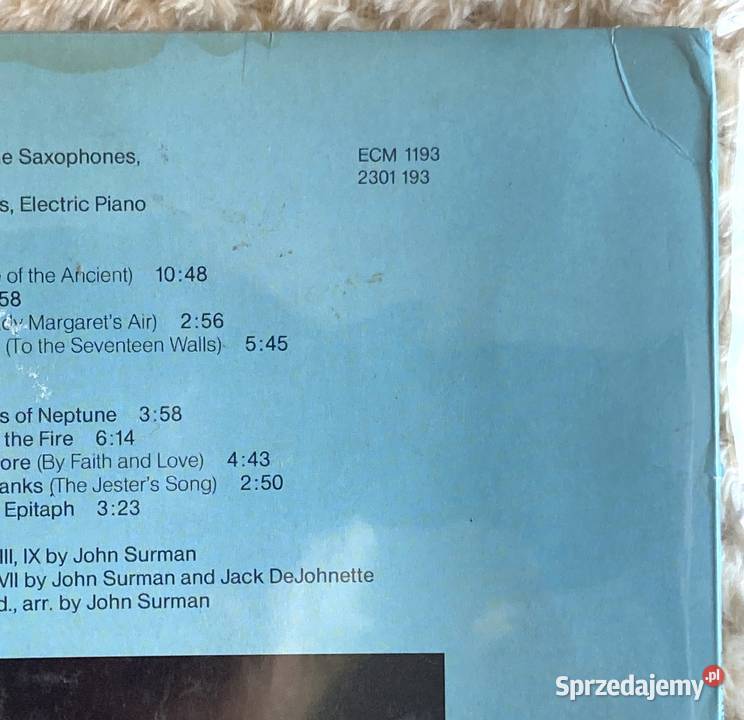 e Saxophones,
ECM 1193
2301 193
s, Electric Piano
of the Ancient) 10:48
58
dy Margaret's Air) 2:56
(To the Seventeen Walls) 5:45
s of Neptune 3:58
the Fire 6:14
ore (By Faith and Love) 4:43
anks (The Jester's Song) 2:50
Epitaph 3:23
III, IX by John Surman
VII by John Surman and Jack DeJohnette
d., arr. by John Surman
Sprzedajemy.pl